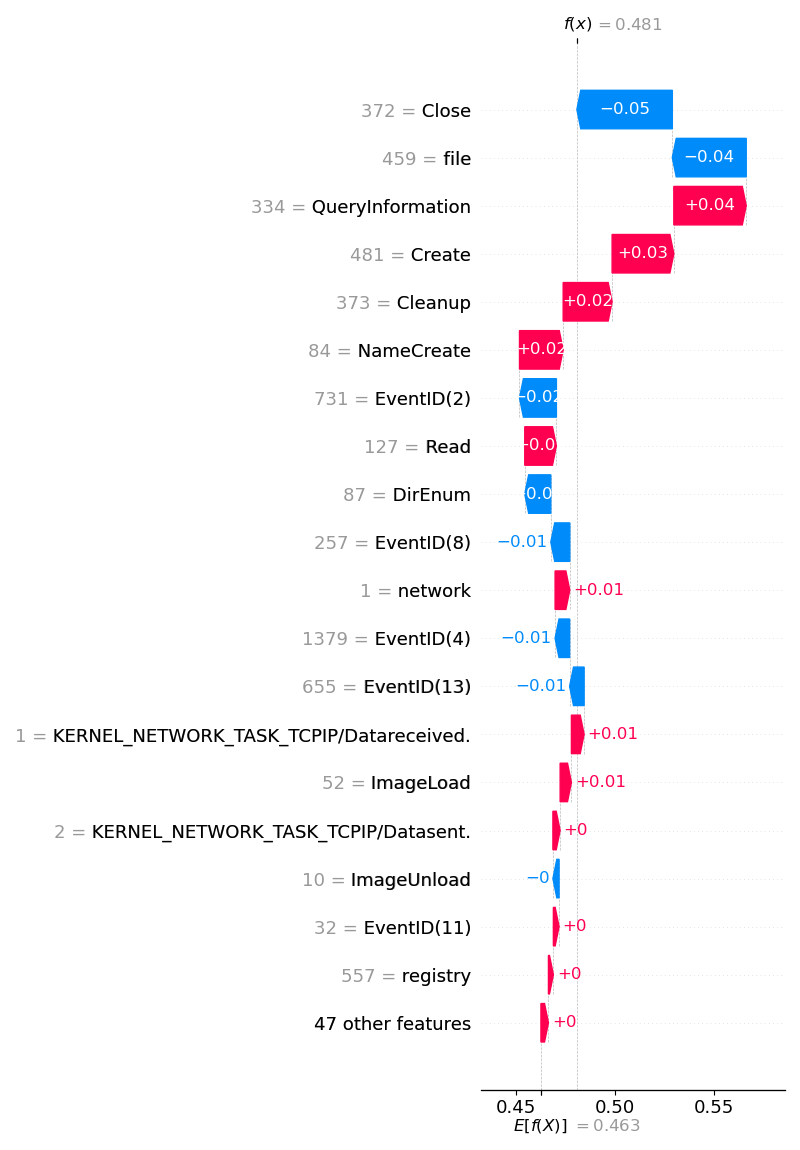 f(x) = 0.481
372 = Close −0.05
459 = file −0.04
334 = QueryInformation +0.04
481 = Create +0.03
373 = Cleanup +0.02
84 = NameCreate +0.02
731 = EventID(2) −0.02
127 = Read
87 = DirEnum
257 = EventID(8) −0.01
1 = network +0.01
1379 = EventID(4) −0.01
655 = EventID(13) −0.01
1 = KERNEL_NETWORK_TASK_TCPIP/Datareceived. +0.01
52 = ImageLoad +0.01
2 = KERNEL_NETWORK_TASK_TCPIP/Datasent. +0
10 = ImageUnload −0
32 = EventID(11) +0
557 = registry +0
47 other features +0
0.45 0.50 0.55
E[f(X)] = 0.463